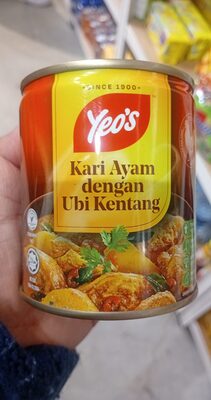 SINCE 1900
Yeo's
Kari Ayam
dengan
Ubi Kentang